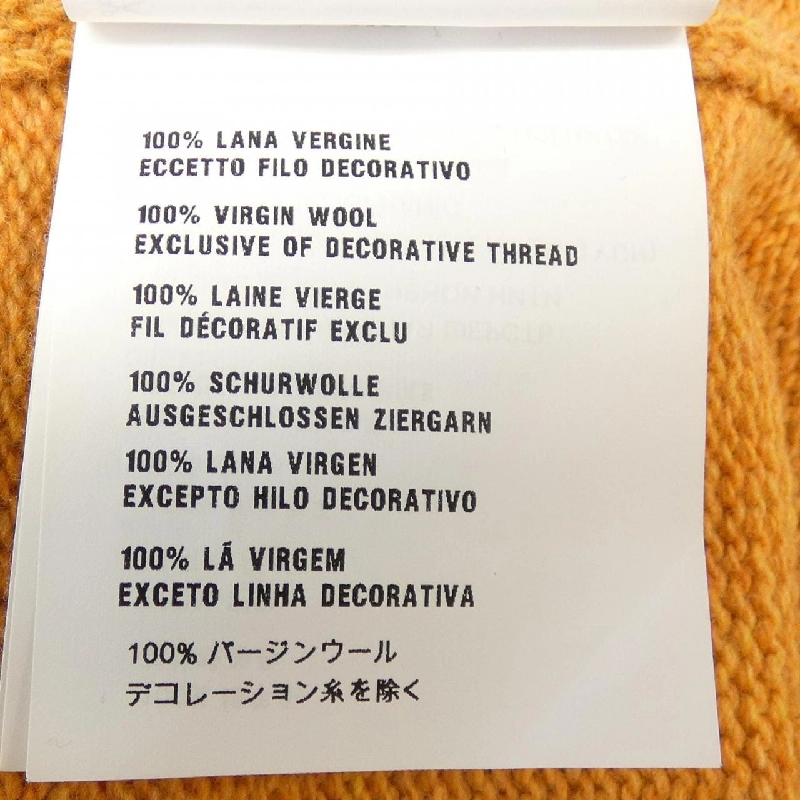 100% LANA VERGINE
ECCETTO FILO DECORATIVO
100% VIRGIN WOOL
EXCLUSIVE OF DECORATIVE THREAD
100% LAINE VIERGE
FIL DÉCORATIF EXCLU
100% SCHURWOLLE
AUSGESCHLOSSEN ZIERGARN
100% LANA VIRGEN
EXCEPTO HILO DECORATIVO
100% LÃ VIRGEM
EXCETO LINHA DECORATIVA
100% バージンウール
デコレーション糸を除く